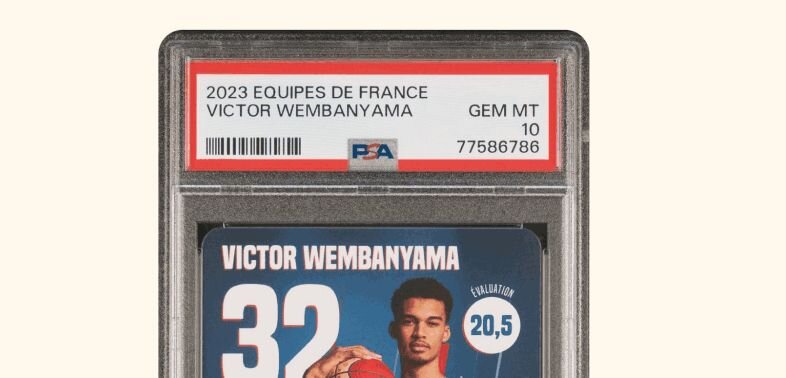 2023 EQUIPES DE FRANCE
VICTOR WEMBANYAMA GEM MT
10
PSA 77586786
VICTOR WEMBANYAMA
32
ÉVALUATION
20,5